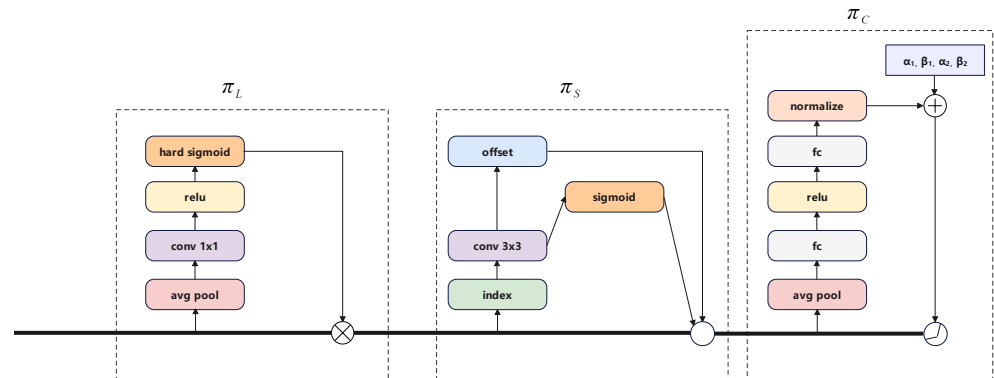 π_L
hard sigmoid
relu
conv 1x1
avg pool
π_S
offset
sigmoid
conv 3x3
index
π_C
α₁, β₁, α₂, β₂
normalize
fc
relu
fc
avg pool